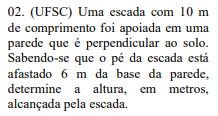 02. (UFSC) Uma escada com 10 m
de comprimento foi apoiada em uma
parede que é perpendicular ao solo.
Sabendo-se que o pé da escada está
afastado 6 m da base da parede,
determine a altura, em metros,
alcançada pela escada.